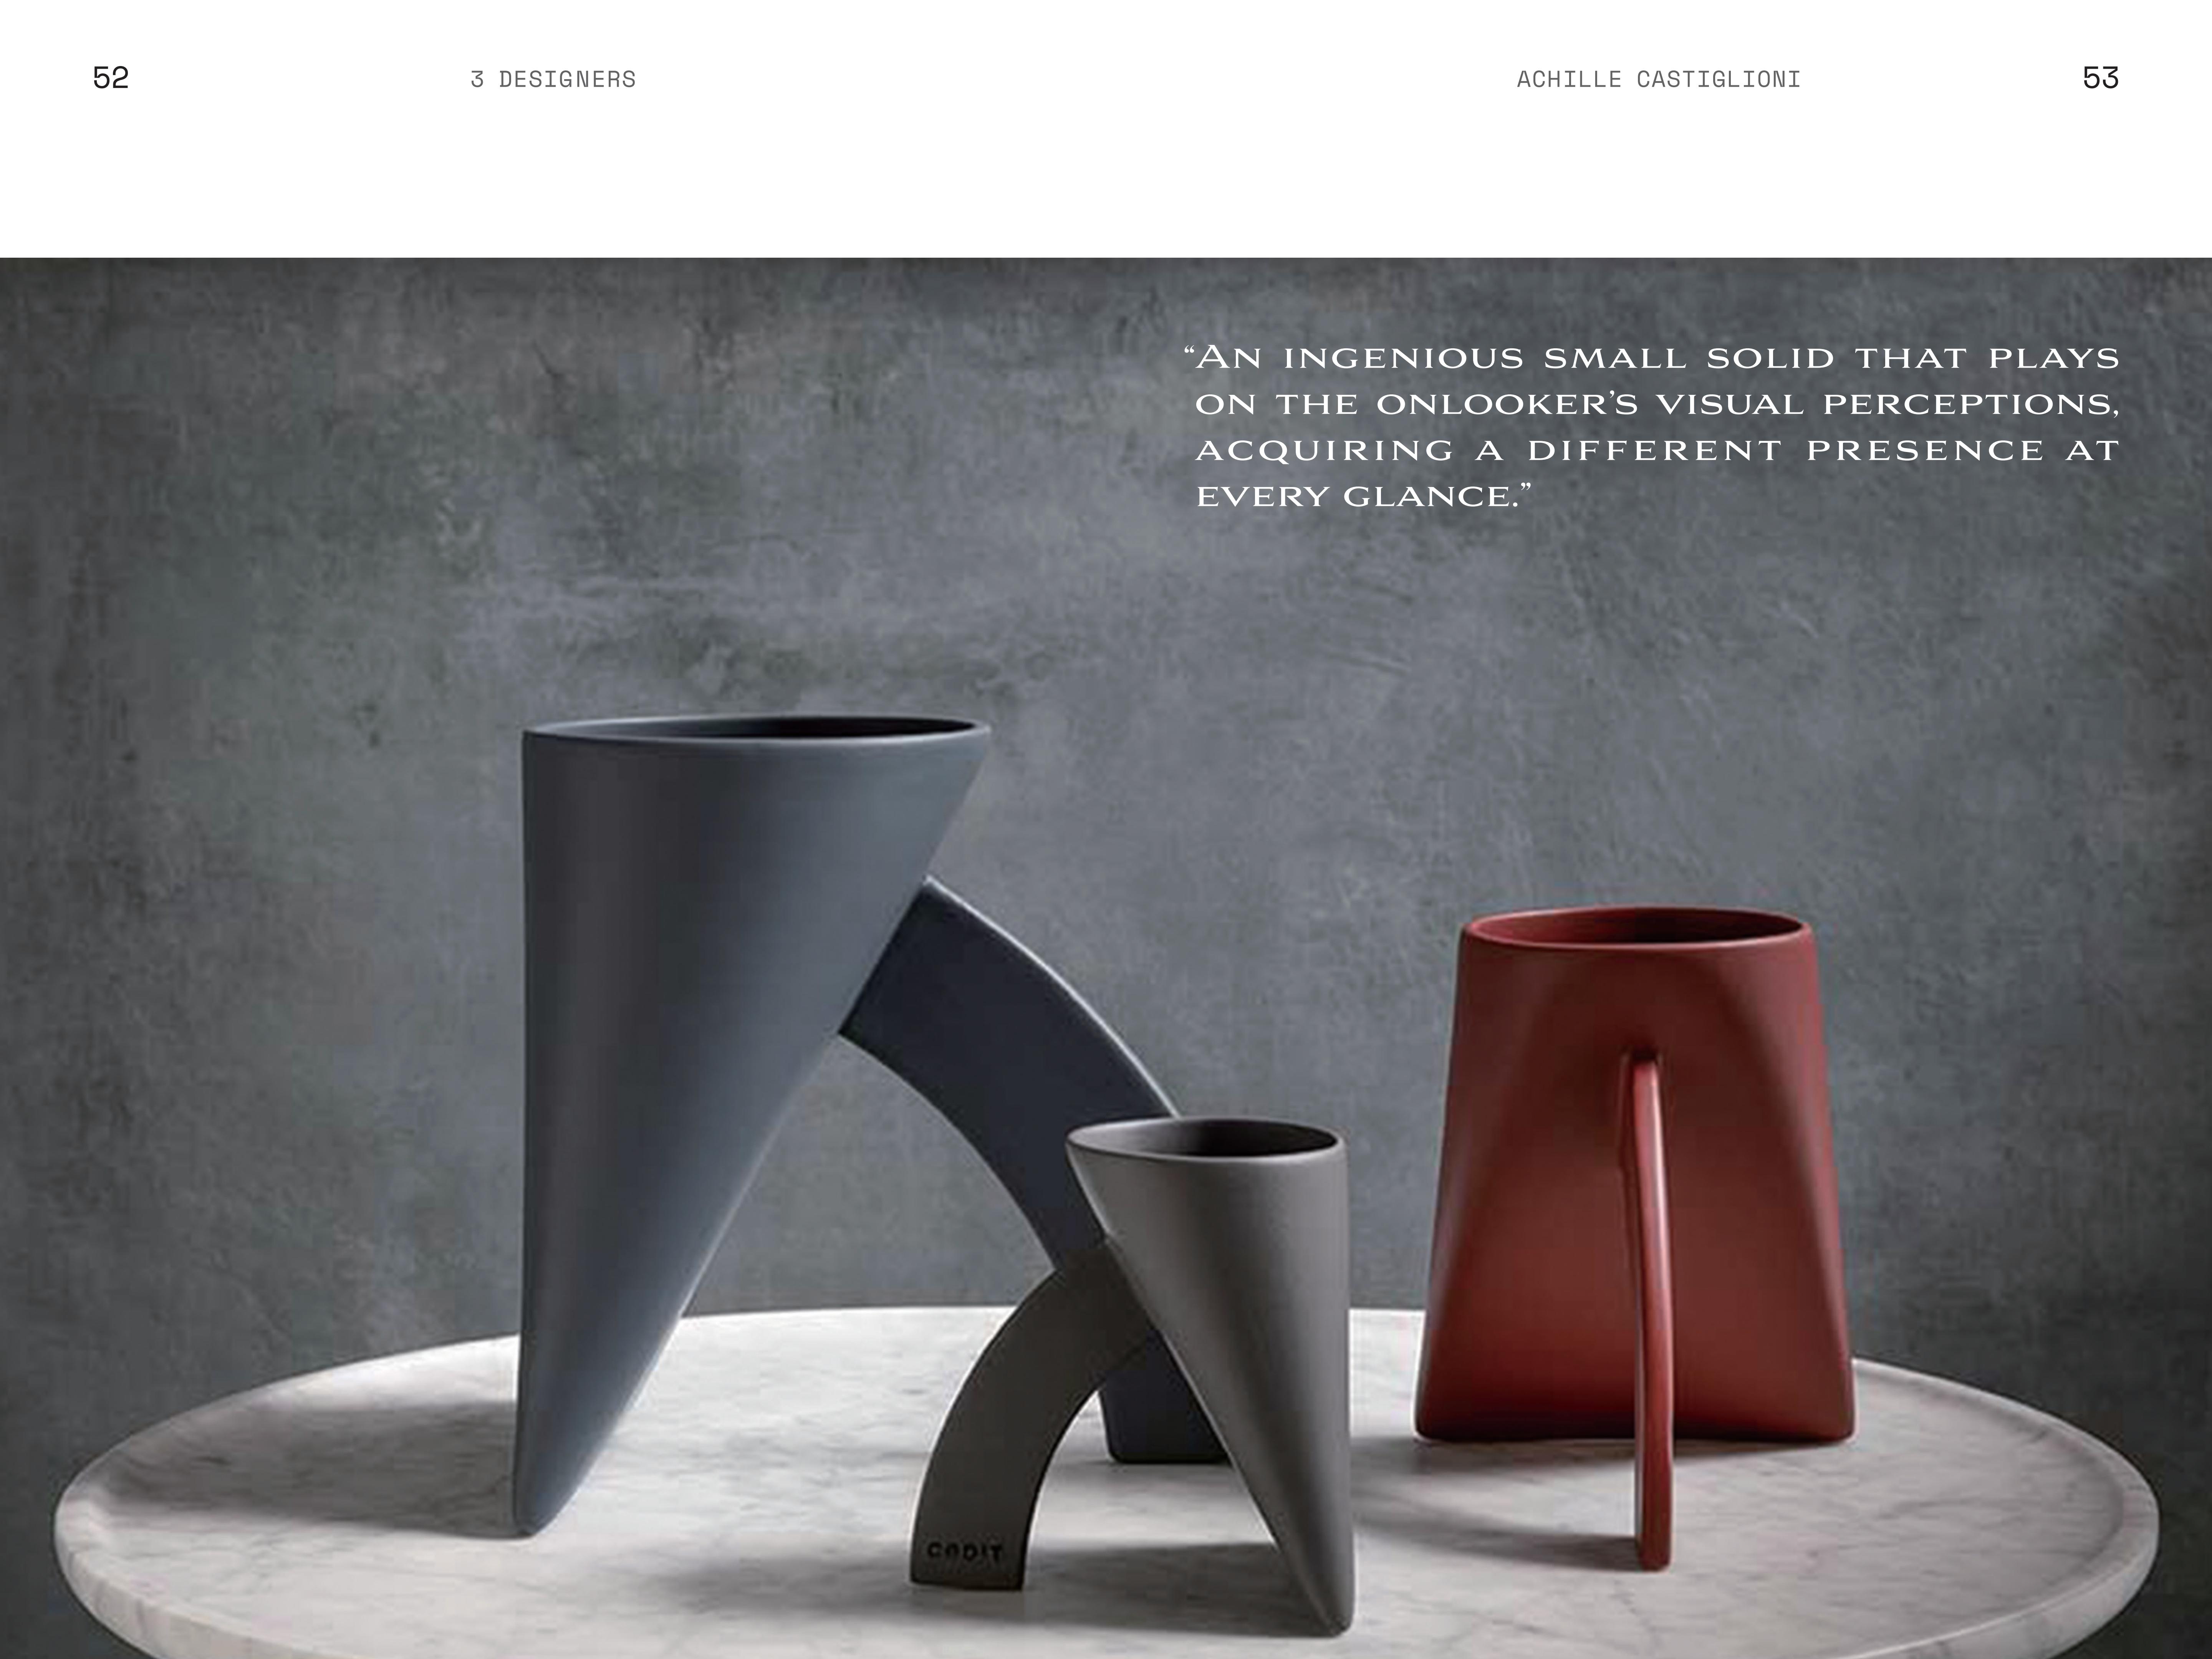 52
3 DESIGNERS
ACHILLE CASTIGLIONI
53
“AN INGENIOUS SMALL SOLID THAT PLAYS
ON THE ONLOOKER’S VISUAL PERCEPTIONS,
ACQUIRING A DIFFERENT PRESENCE AT
EVERY GLANCE.”